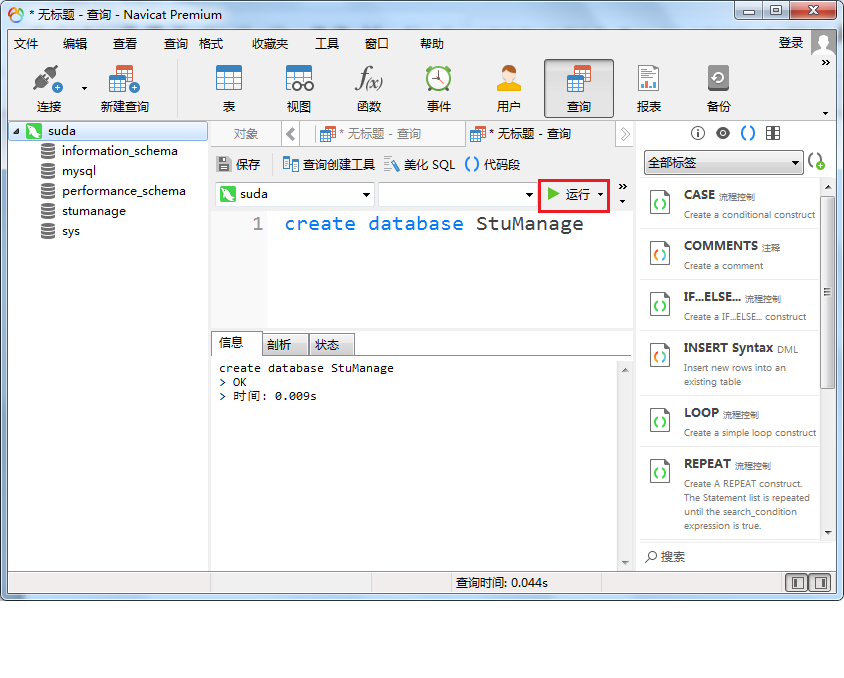 * 无标题 - 查询 - Navicat Premium
文件 编辑 查看 查询 格式 收藏夹 工具 窗口 帮助 登录
连接 新建查询 表 视图 函数 事件 用户 查询 报表 备份
f(x)
suda
information_schema
mysql
performance_schema
stumanage
sys
对象 * 无标题 - 查询 * 无标题 - 查询
保存 查询创建工具 美化 SQL () 代码段
suda 运行
1 create database StuManage
信息 剖析 状态
create database StuManage
> OK
> 时间: 0.009s
全部标签
CASE 流程控制
Create a conditional construct
COMMENTS 注释
Create a comment
IF...ELSE... 流程控制
Create a IF...ELSE... construct
INSERT Syntax DML
Insert new rows into an
existing table
LOOP 流程控制
Create a simple loop construct
REPEAT 流程控制
Create A REPEAT construct.
The Statement list is repeated
until the search_condition
expression is true.
搜索
查询时间: 0.044s